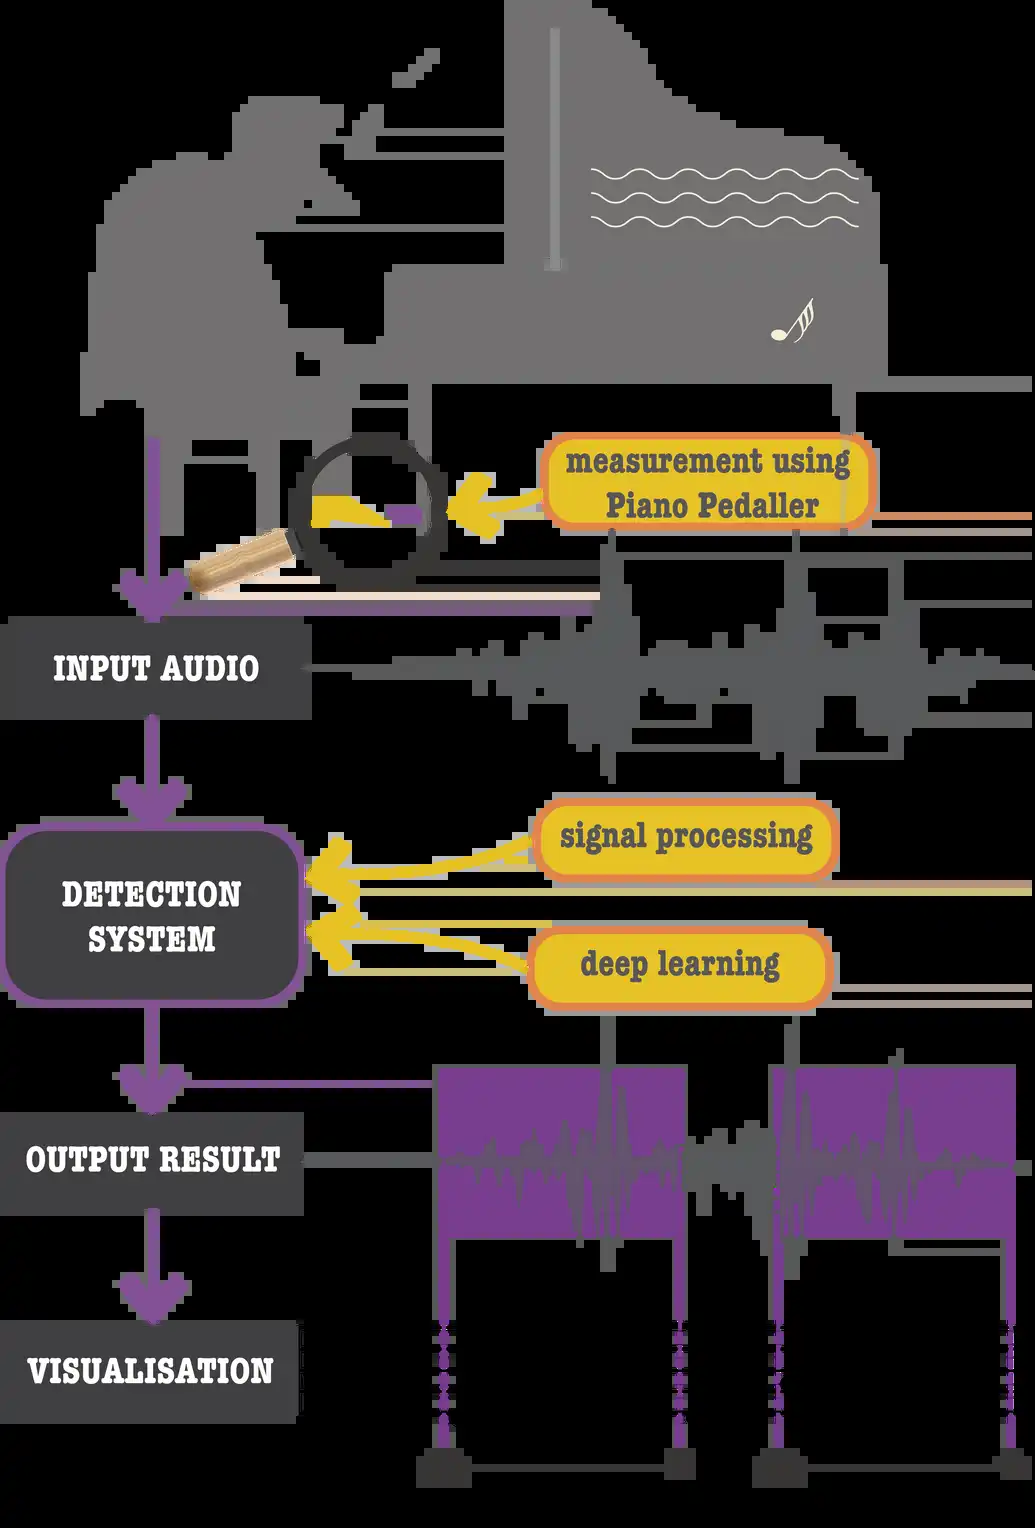 measurement using
Piano Pedaller
INPUT AUDIO
signal processing
DETECTION
SYSTEM
deep learning
OUTPUT RESULT
VISUALISATION